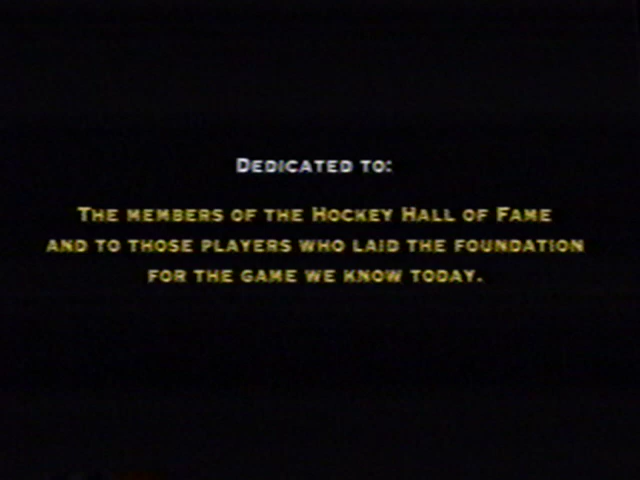 Dedicated to:
The members of the Hockey Hall of Fame
and to those players who laid the foundation
for the game we know today.